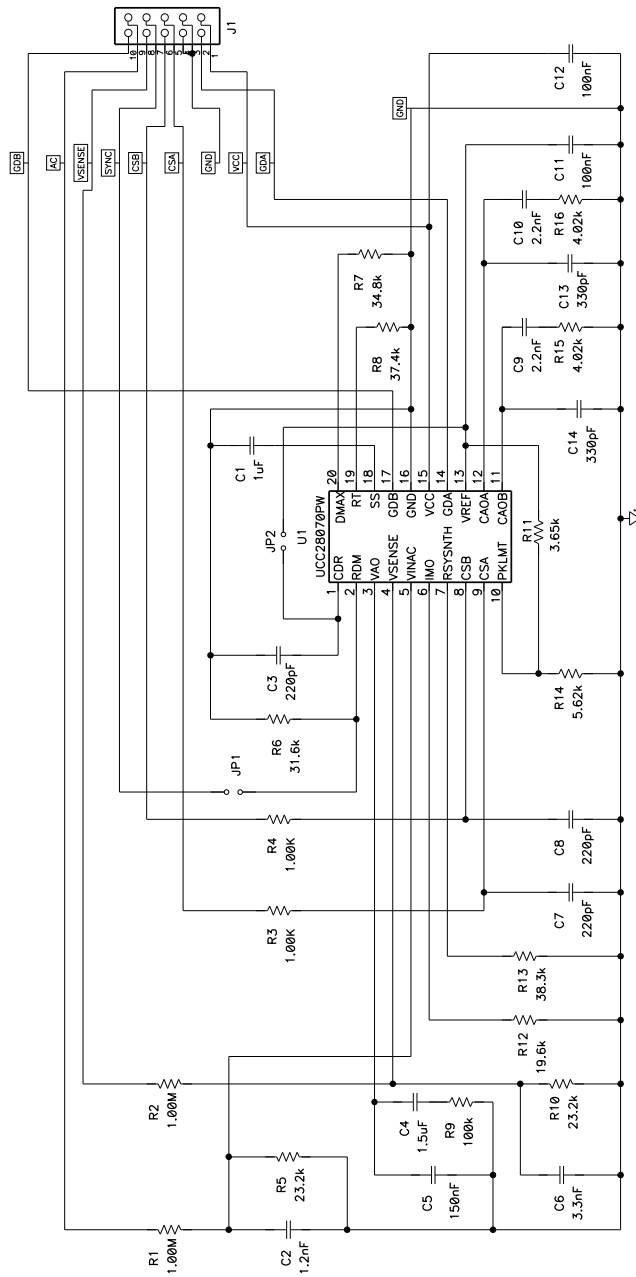 J1
10
9
8
7
6
5
4
3
2
1
GDB
AC
VSENSE
SYNC
CSB
CSA
GND
VCC
GDA
C12
100nF
GND
C11
100nF
C10
2.2nF
R16
4.02k
C13
330pF
R7
34.8k
R8
37.4k
C9
2.2nF
R15
4.02k
C14
330pF
C1
1uF
JP2
U1
UCC28070PW
20
19
18
17
16
15
14
13
12
11
DMAX
RT
SS
GDB
GND
VCC
GDA
VREF
CAOA
CAOB
CDR
RDM
VAO
VSENSE
VINAC
IMO
RSYSNTH
CSB
CSA
PKLMT
1
2
3
4
5
6
7
8
9
10
R11
3.65k
C3
220pF
R6
31.6k
R14
5.62k
JP1
R4
1.00K
C8
220pF
R3
1.00K
C7
220pF
R13
38.3k
R12
19.6k
R2
1.00M
C4
1.5uF
R9
100k
R10
23.2k
R5
23.2k
C5
150nF
C6
3.3nF
R1
1.00M
C2
1.2nF